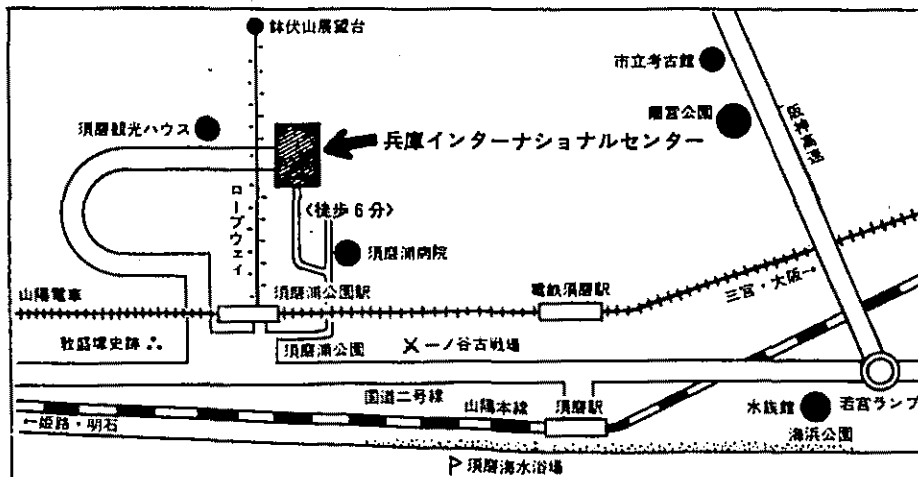 鉢伏山展望台
市立考古館
須磨観光ハウス
離宮公園
兵庫インターナショナルセンター
ロープウェイ
〈徒歩6分〉
須磨浦病院
山陽電車
須磨浦公園駅
電鉄須磨駅
三宮・大阪→
敦盛塚史跡
須磨浦公園
一ノ谷古戦場
国道二号線
山陽本線
須磨駅
水族館
若宮ランプ
←姫路・明石
海浜公園
須磨海水浴場